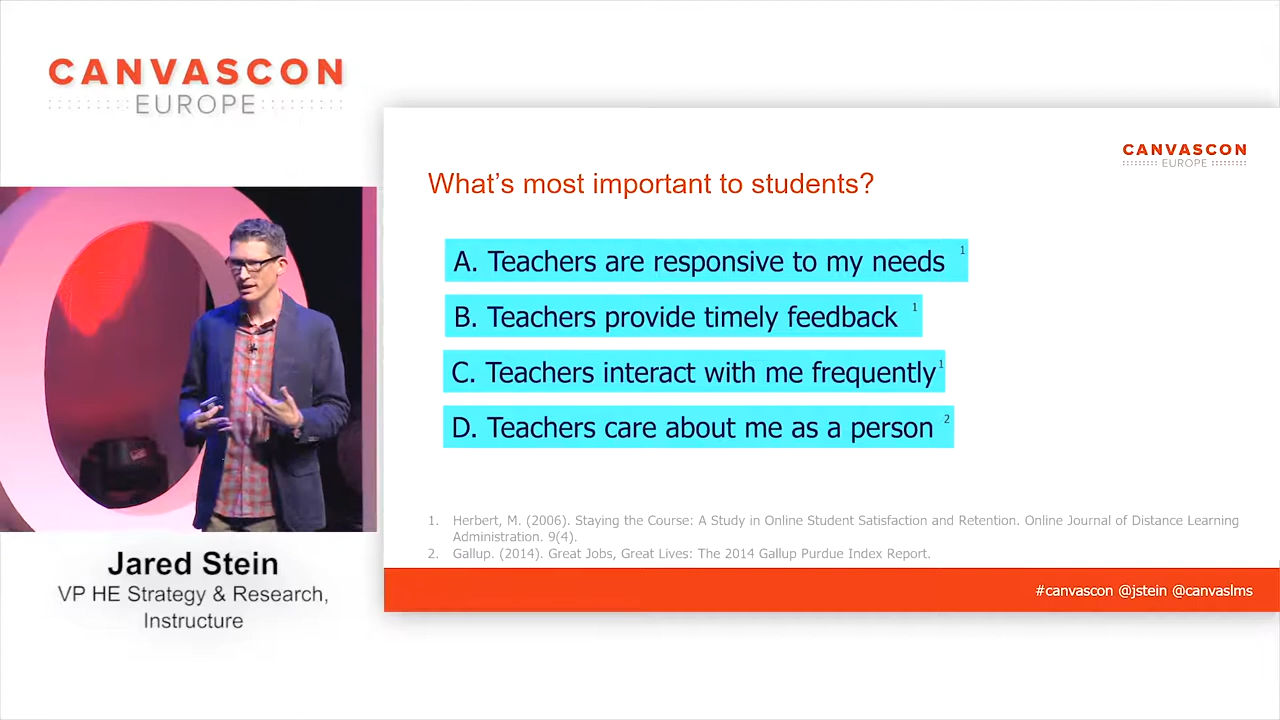 CANVASCON
EUROPE
CANVASCON
EUROPE
What's most important to students?
A. Teachers are responsive to my needs 1
B. Teachers provide timely feedback 1
C. Teachers interact with me frequently 1
D. Teachers care about me as a person 2
1. Herbert, M. (2006). Staying the Course: A Study in Online Student Satisfaction and Retention. Online Journal of Distance Learning
Administration. 9(4).
2. Gallup. (2014). Great Jobs, Great Lives: The 2014 Gallup Purdue Index Report.
#canvascon @jstein @canvaslms
Jared Stein
VP HE Strategy & Research,
Instructure